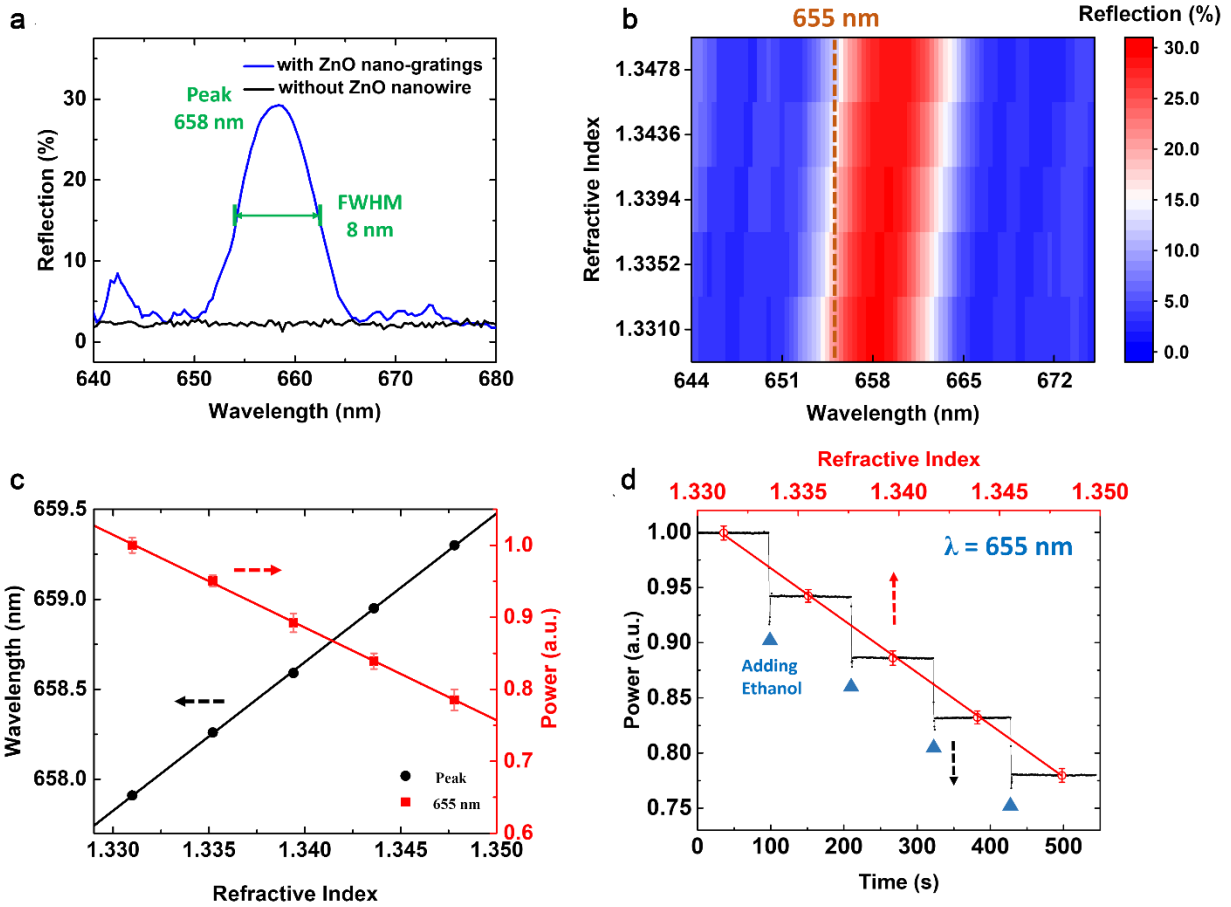 a
with ZnO nano-gratings
without ZnO nanowire
Peak
658 nm
FWHM
8 nm
30
20
10
0
Reflection (%)
640
650
660
670
680
Wavelength (nm)
b
655 nm
Reflection (%)
1.3478
1.3436
1.3394
1.3352
1.3310
Refractive Index
644
651
658
665
672
Wavelength (nm)
30.0
25.0
20.0
15.0
10.0
5.0
0.0
c
659.5
659.0
658.5
658.0
Wavelength (nm)
1.0
0.9
0.8
0.7
0.6
Power (a.u.)
Peak
655 nm
1.330
1.335
1.340
1.345
1.350
Refractive Index
d
Refractive Index
1.330
1.335
1.340
1.345
1.350
λ = 655 nm
Adding
Ethanol
1.00
0.95
0.90
0.85
0.80
0.75
Power (a.u.)
0
100
200
300
400
500
Time (s)